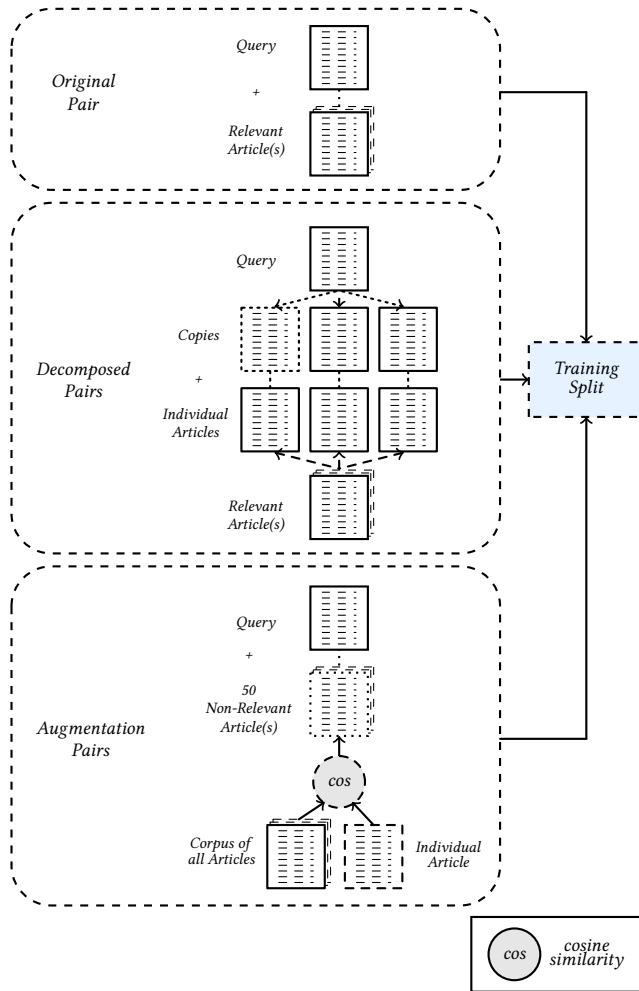 Query
Original
Pair
+
Relevant
Article(s)
Query
Copies
Decomposed
Pairs
+
Individual
Articles
Relevant
Article(s)
Training
Split
Query
+
50
Non-Relevant
Article(s)
Augmentation
Pairs
cos
Corpus of
all Articles
Individual
Article
cos
cosine
similarity